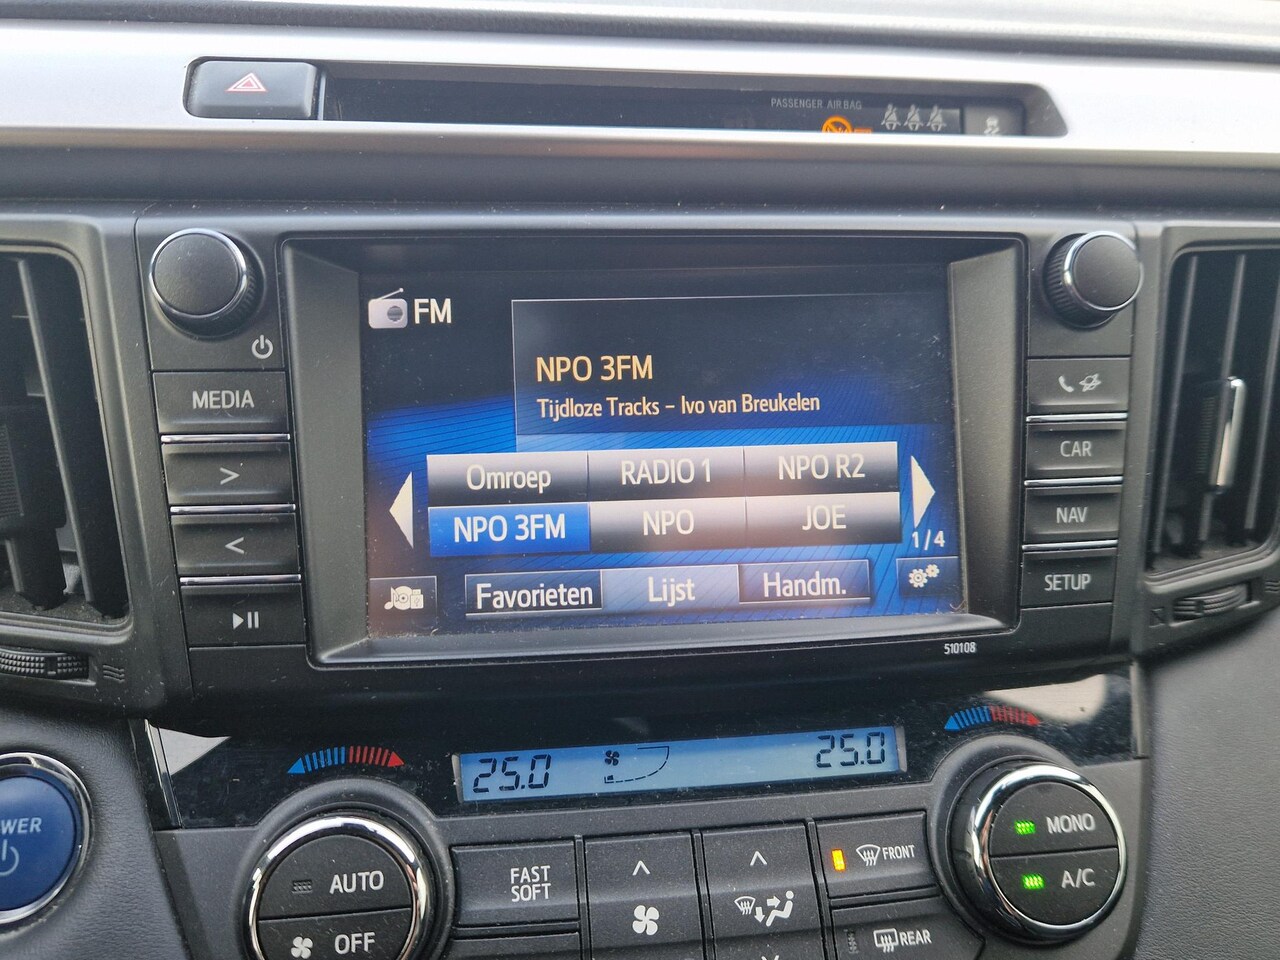 PASSENGER AIR BAG
FM
NPO 3FM
Tijdloze Tracks – Ivo van Breukelen
Omroep
RADIO 1
NPO R2
NPO 3FM
NPO
JOE
1/4
Favorieten
Lijst
Handm.
MEDIA
>
<
CAR
NAV
SETUP
510108
25.0
25.0
WER
AUTO
OFF
FAST
SOFT
FRONT
REAR
MONO
A/C